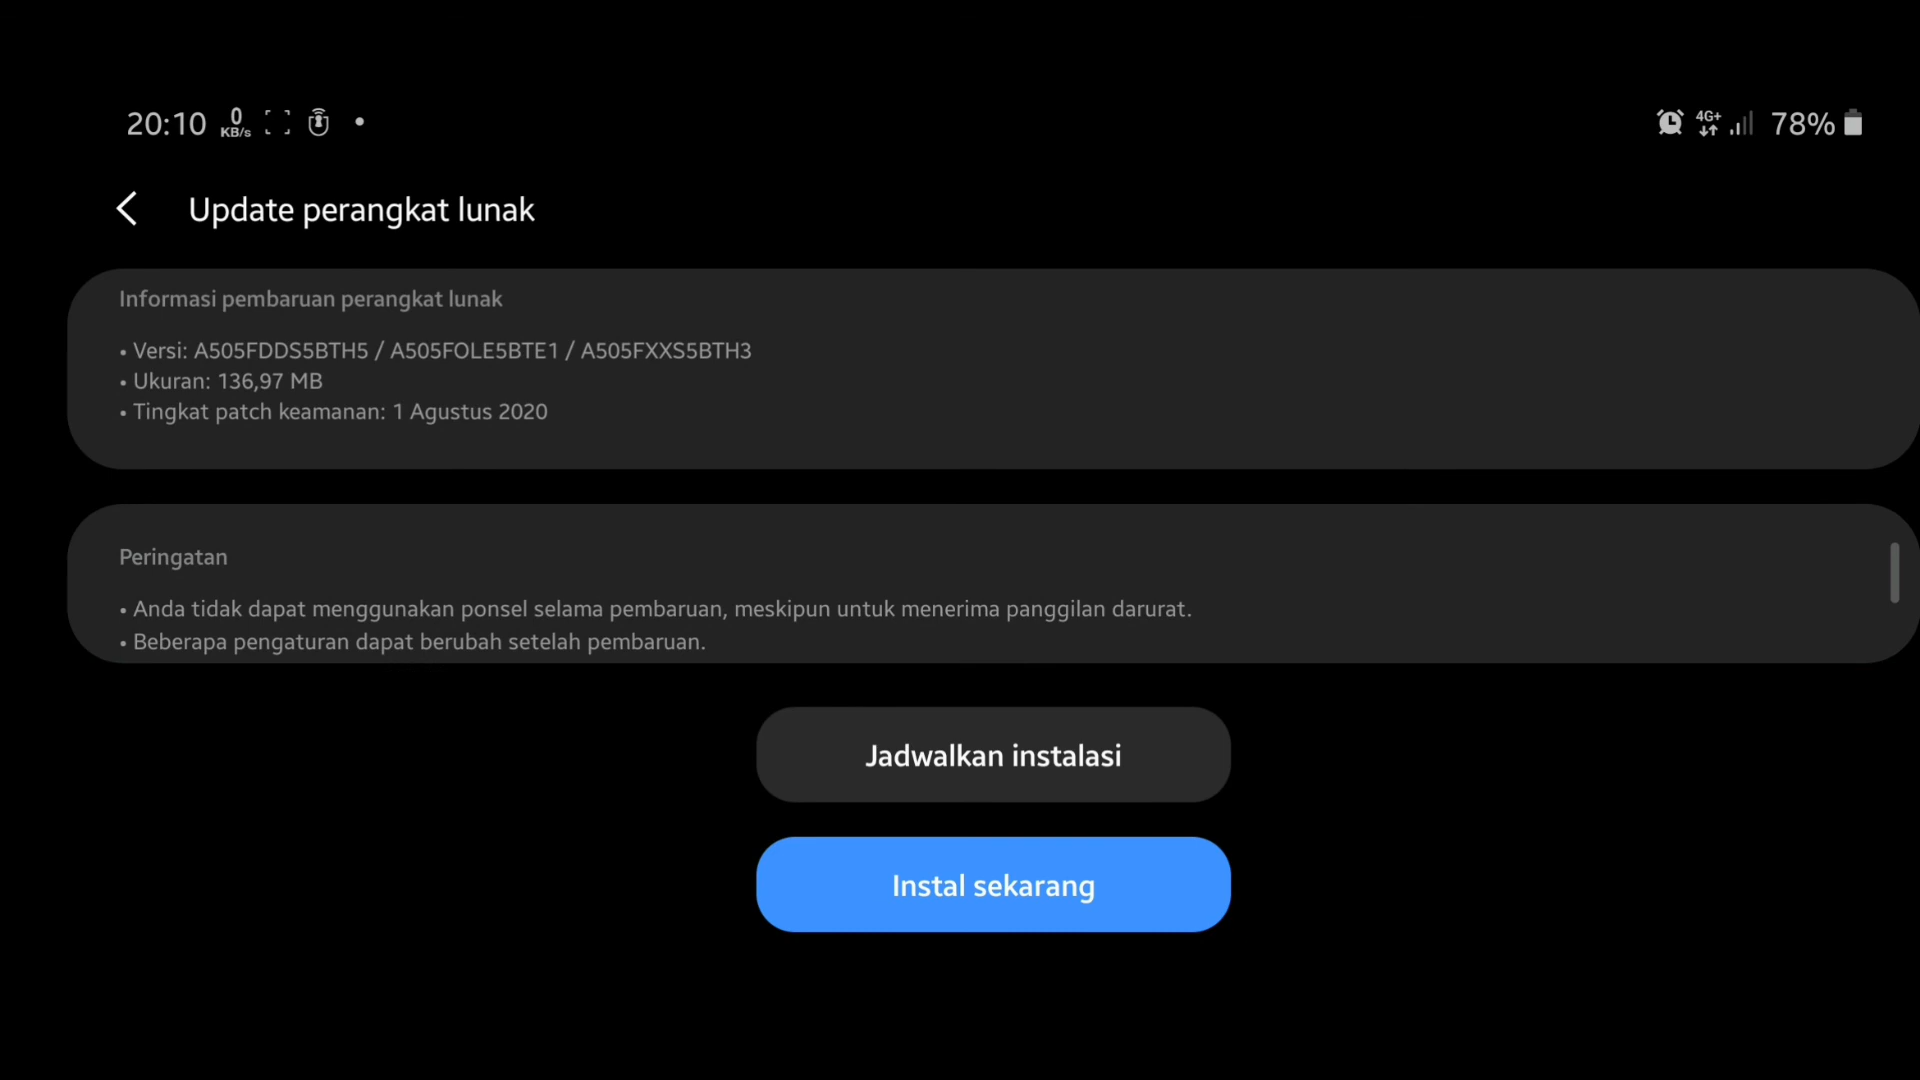 20:10 0 KB/s 4G+ 78%
Update perangkat lunak
Informasi pembaruan perangkat lunak
• Versi: A505FDDS5BTH5 / A505FOLE5BTE1 / A505FXXS5BTH3
• Ukuran: 136,97 MB
• Tingkat patch keamanan: 1 Agustus 2020
Peringatan
• Anda tidak dapat menggunakan ponsel selama pembaruan, meskipun untuk menerima panggilan darurat.
• Beberapa pengaturan dapat berubah setelah pembaruan.
Jadwalkan instalasi
Instal sekarang